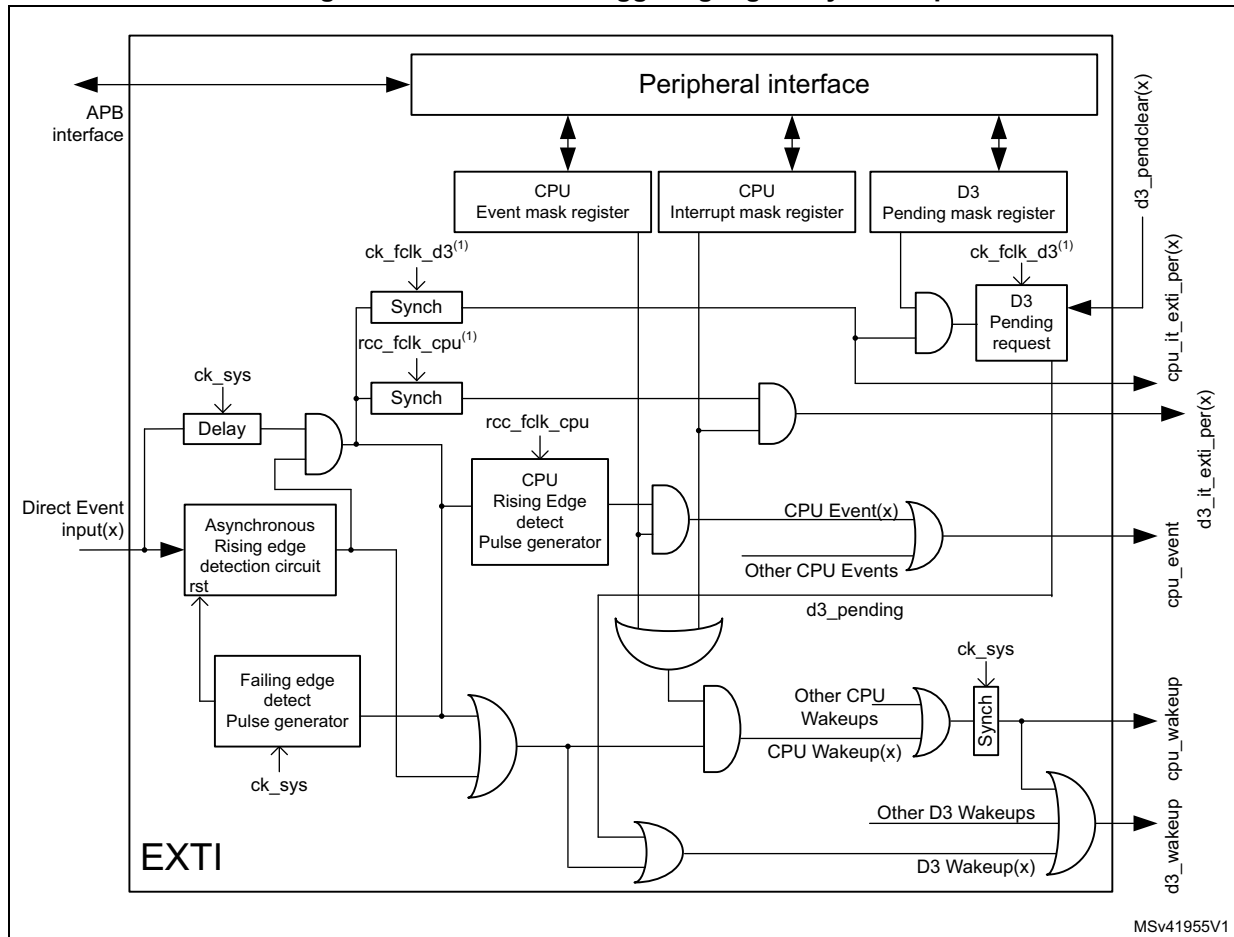 Peripheral interface
APB
interface
d3_pendclear(x)
CPU
Event mask register
CPU
Interrupt mask register
D3
Pending mask register
ck_fclk_d3(1)
Synch
ck_fclk_d3(1)
D3
Pending
request
cpu_it_exti_per(x)
rcc_fclk_cpu(1)
Synch
ck_sys
Delay
d3_it_exti_per(x)
rcc_fclk_cpu
CPU
Rising Edge
detect
Pulse generator
Direct Event
input(x)
Asynchronous
Rising edge
detection circuit
rst
CPU Event(x)
Other CPU Events
cpu_event
d3_pending
Failing edge
detect
Pulse generator
ck_sys
ck_sys
Synch
Other CPU
Wakeups
CPU Wakeup(x)
cpu_wakeup
Other D3 Wakeups
D3 Wakeup(x)
d3_wakeup
EXTI
MSv41955V1